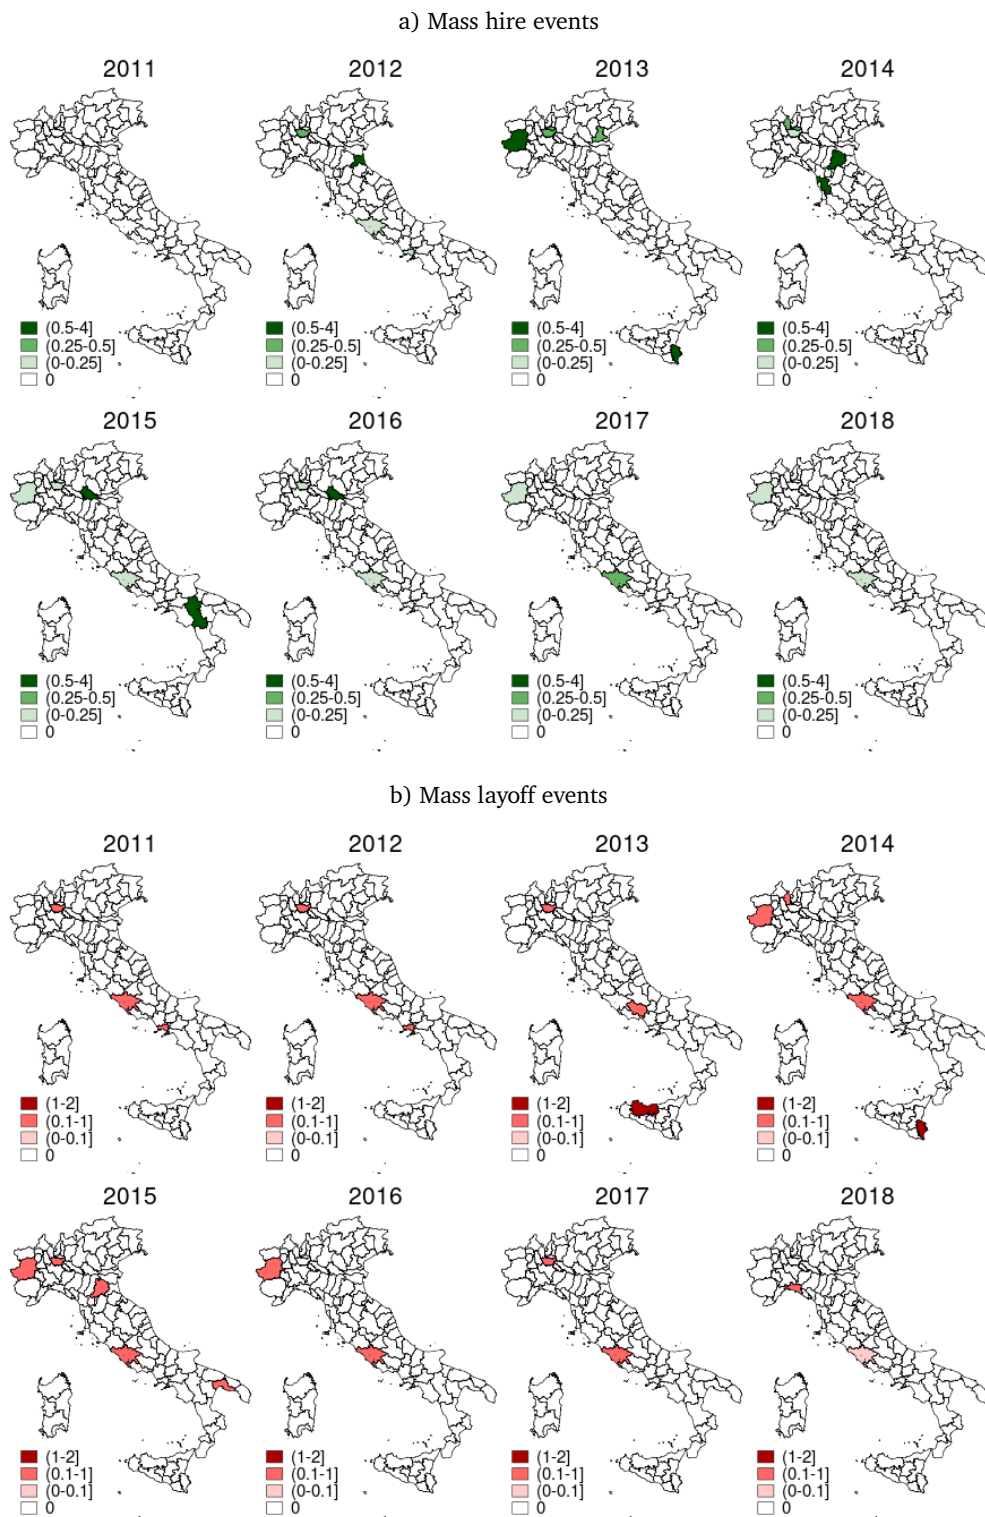 a) Mass hire events
2011 2012 2013 2014
(0.5-4] (0.5-4] (0.5-4] (0.5-4]
(0.25-0.5] (0.25-0.5] (0.25-0.5] (0.25-0.5]
(0-0.25] (0-0.25] (0-0.25] (0-0.25]
0 0 0 0
2015 2016 2017 2018
(0.5-4] (0.5-4] (0.5-4] (0.5-4]
(0.25-0.5] (0.25-0.5] (0.25-0.5] (0.25-0.5]
(0-0.25] (0-0.25] (0-0.25] (0-0.25]
0 0 0 0
b) Mass layoff events
2011 2012 2013 2014
(1-2] (1-2] (1-2] (1-2]
(0.1-1] (0.1-1] (0.1-1] (0.1-1]
(0-0.1] (0-0.1] (0-0.1] (0-0.1]
0 0 0 0
2015 2016 2017 2018
(1-2] (1-2] (1-2] (1-2]
(0.1-1] (0.1-1] (0.1-1] (0.1-1]
(0-0.1] (0-0.1] (0-0.1] (0-0.1]
0 0 0 0